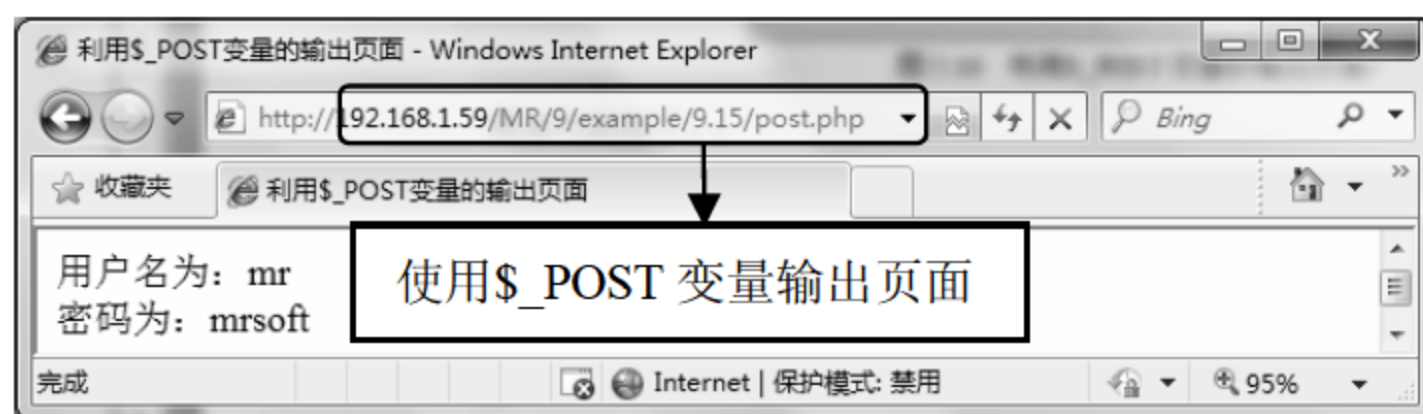 利用$_POST变量的输出页面 - Windows Internet Explorer
http://192.168.1.59/MR/9/example/9.15/post.php
Bing
收藏夹
利用$_POST变量的输出页面
用户名为：mr
密码为：mrsoft
使用$_POST 变量输出页面
完成
Internet | 保护模式: 禁用
95%